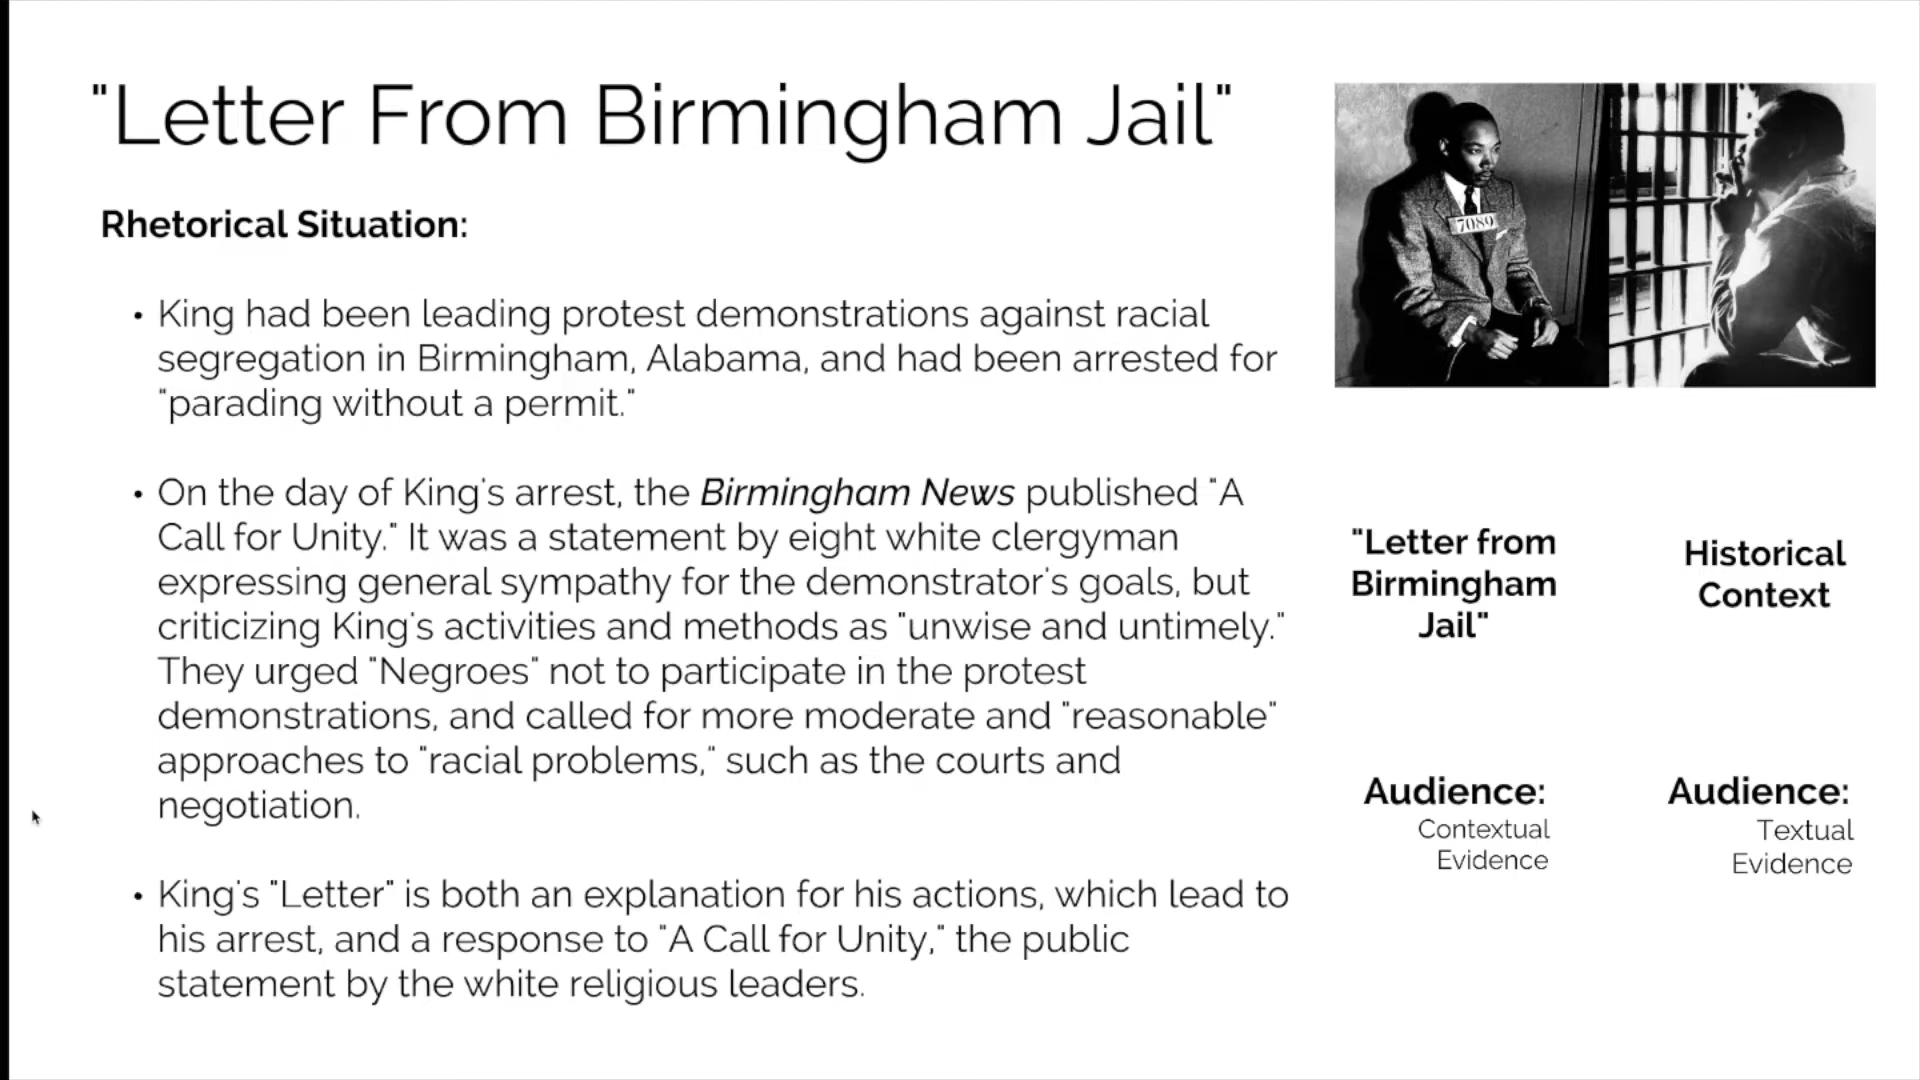 "Letter From Birmingham Jail"
Rhetorical Situation:
• King had been leading protest demonstrations against racial
segregation in Birmingham, Alabama, and had been arrested for
"parading without a permit."
• On the day of King's arrest, the Birmingham News published "A
Call for Unity." It was a statement by eight white clergyman
expressing general sympathy for the demonstrator's goals, but
criticizing King's activities and methods as "unwise and untimely."
They urged "Negroes" not to participate in the protest
demonstrations, and called for more moderate and "reasonable"
approaches to "racial problems," such as the courts and
negotiation.
• King's "Letter" is both an explanation for his actions, which lead to
his arrest, and a response to "A Call for Unity," the public
statement by the white religious leaders.
7089
"Letter from
Birmingham
Jail"
Historical
Context
Audience:
Contextual
Evidence
Audience:
Textual
Evidence